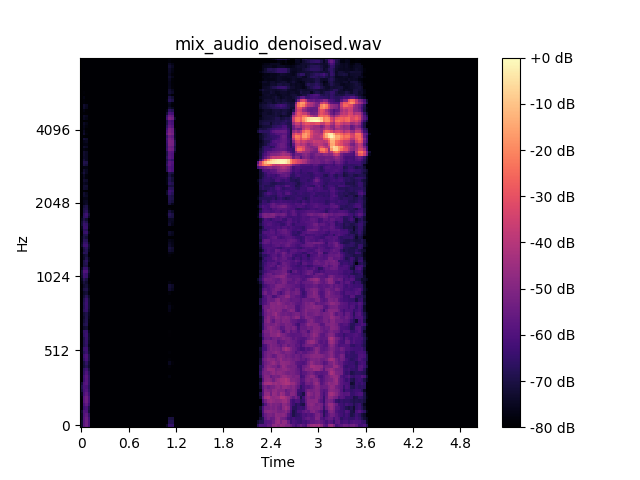 mix_audio_denoised.wav
+0 dB
-10 dB
-20 dB
-30 dB
-40 dB
-50 dB
-60 dB
-70 dB
-80 dB
Hz
4096
2048
1024
512
0
0 0.6 1.2 1.8 2.4 3 3.6 4.2 4.8
Time